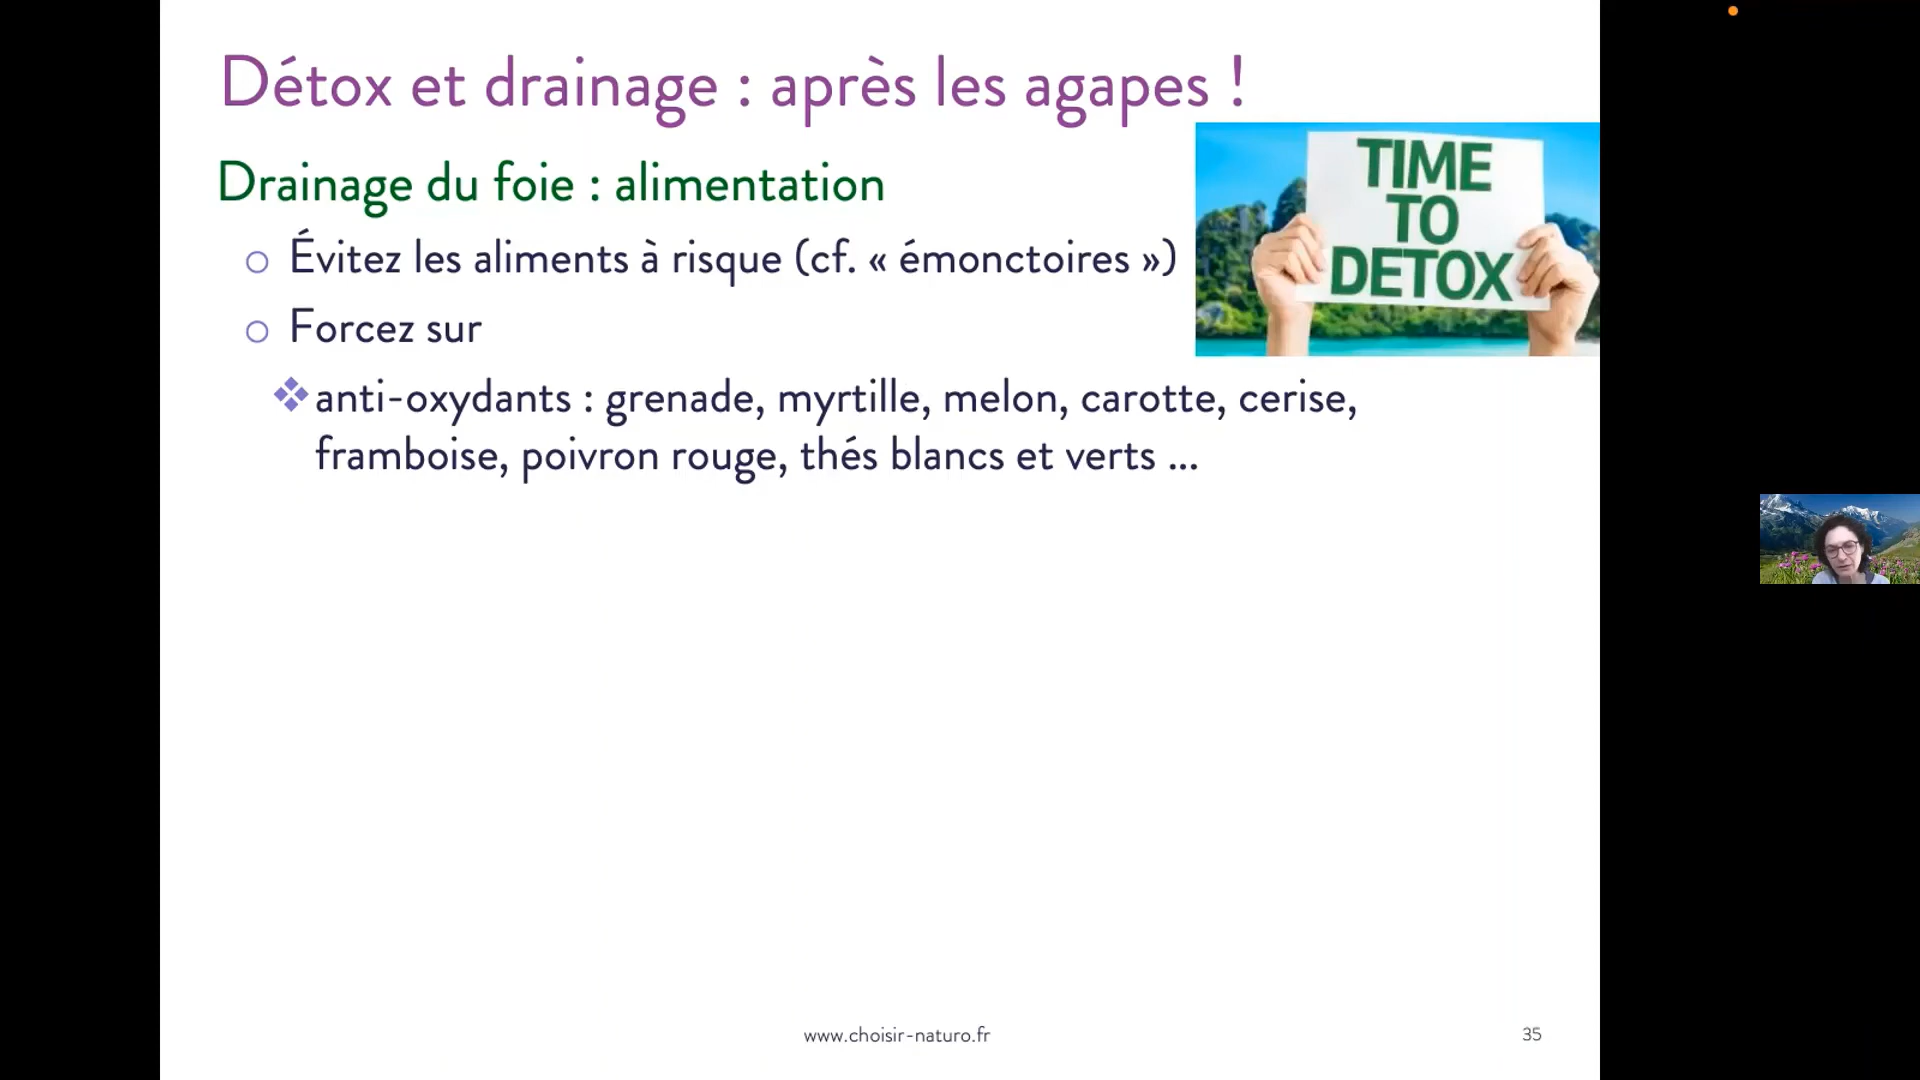 Détox et drainage : après les agapes !
Drainage du foie : alimentation
TIME
TO
DETOX
Évitez les aliments à risque (cf. « émonctoires »)
Forcez sur
anti-oxydants : grenade, myrtille, melon, carotte, cerise,
framboise, poivron rouge, thés blancs et verts ...
www.choisir-naturo.fr
35